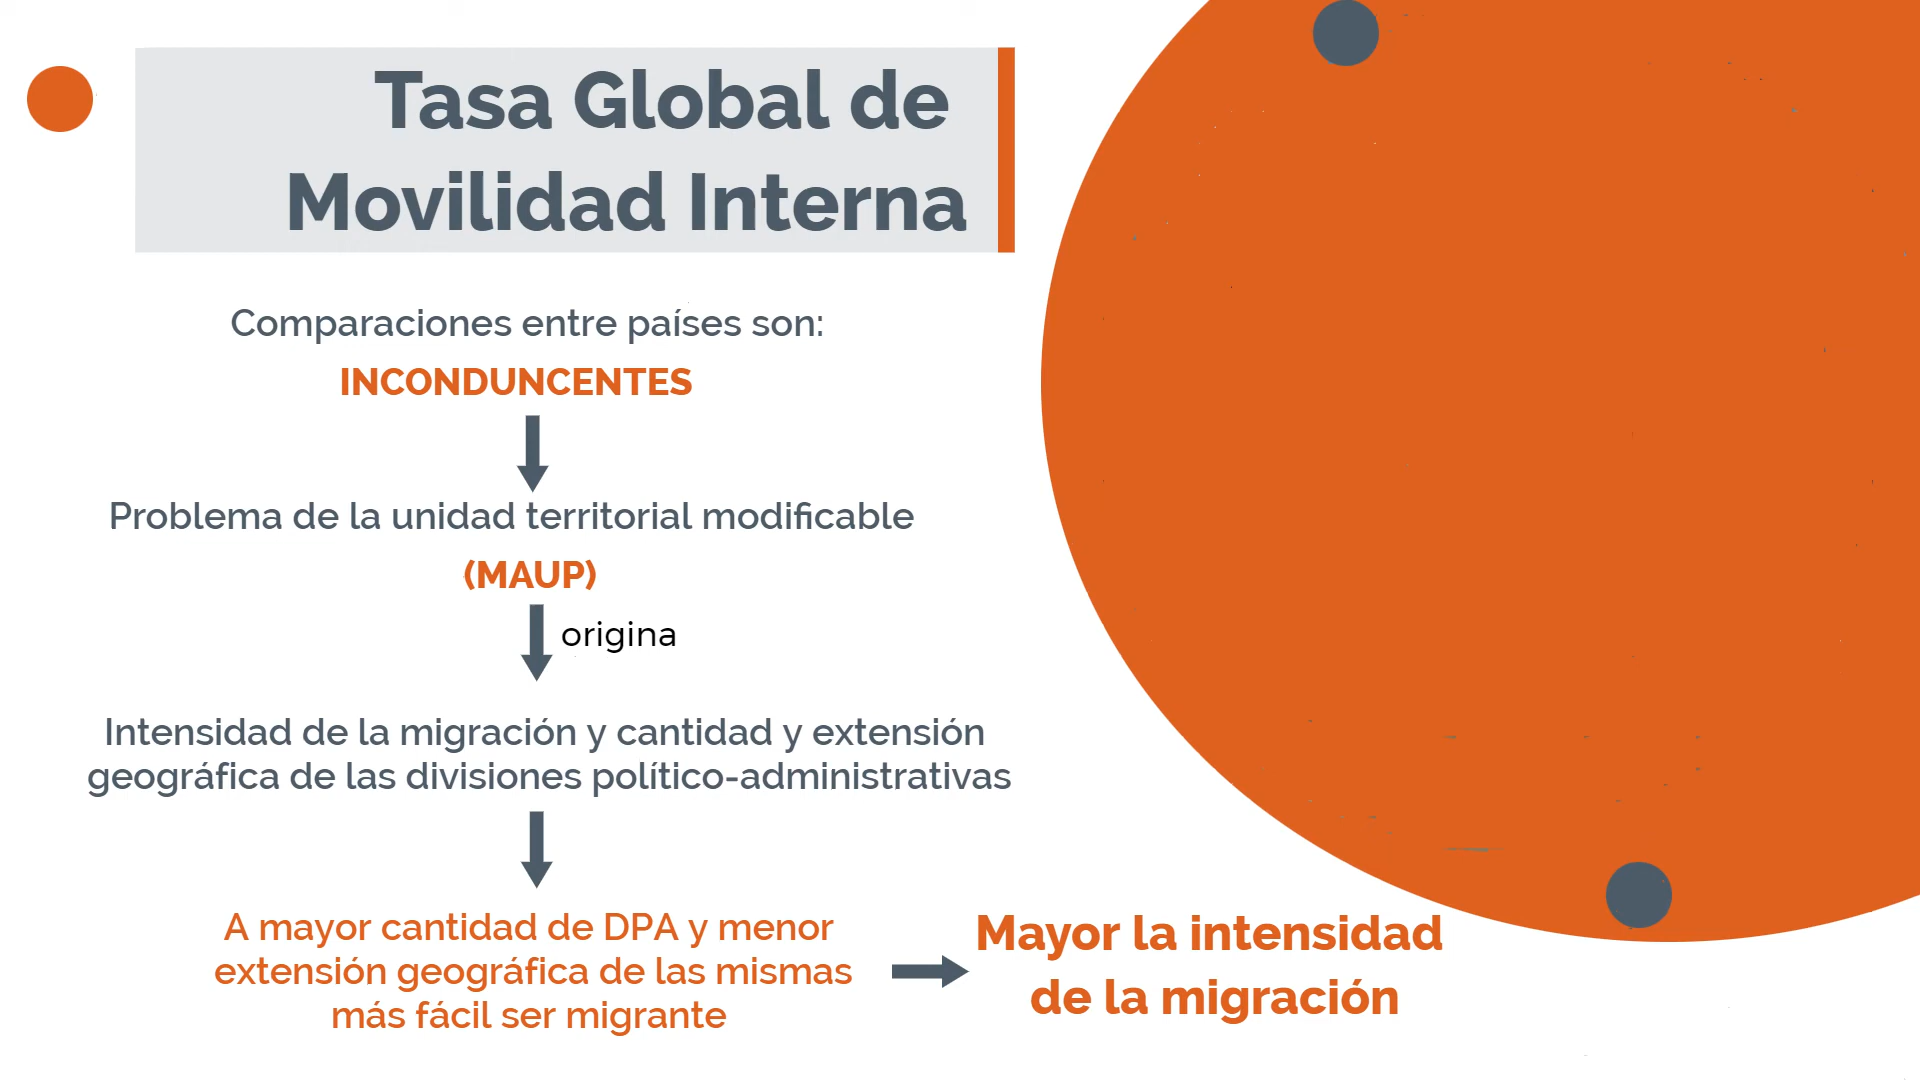 Tasa Global de
Movilidad Interna
Comparaciones entre países son:
INCONDUNCENTES
Problema de la unidad territorial modificable
(MAUP)
origina
Intensidad de la migración y cantidad y extensión
geográfica de las divisiones político-administrativas
A mayor cantidad de DPA y menor
extensión geográfica de las mismas
más fácil ser migrante
Mayor la intensidad
de la migración